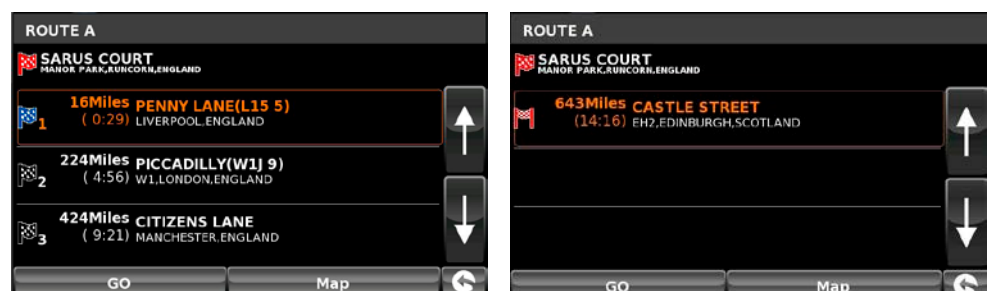 ROUTE A
SARUS COURT
MANOR PARK,RUNCORN,ENGLAND
1
16Miles PENNY LANE(L15 5)
( 0:29) LIVERPOOL,ENGLAND
2
224Miles PICCADILLY(W1J 9)
( 4:56) W1,LONDON,ENGLAND
3
424Miles CITIZENS LANE
( 9:21) MANCHESTER,ENGLAND
GO Map
ROUTE A
SARUS COURT
MANOR PARK,RUNCORN,ENGLAND
643Miles CASTLE STREET
(14:16) EH2,EDINBURGH,SCOTLAND
GO Map